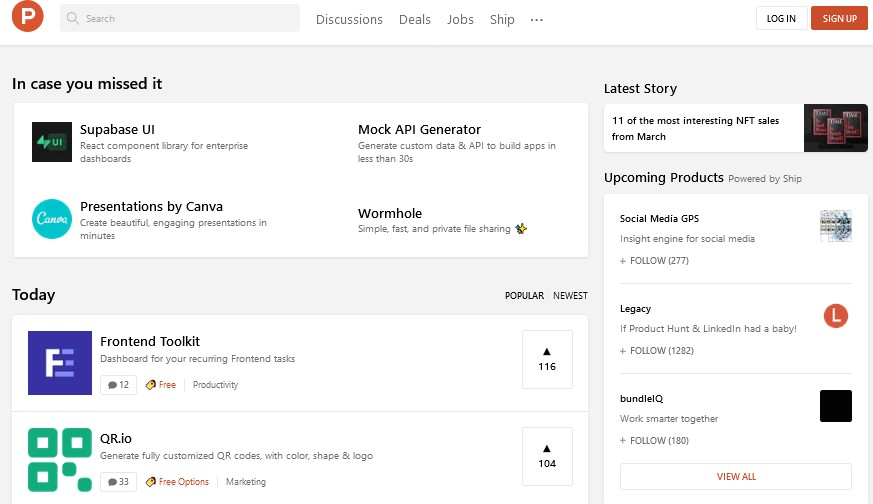 P
Search
Discussions
Deals
Jobs
Ship
LOG IN
SIGN UP
In case you missed it
UI
Supabase UI
React component library for enterprise
dashboards
Mock API Generator
Generate custom data & API to build apps in
less than 30s
Canva
Presentations by Canva
Create beautiful, engaging presentations in
minutes
Wormhole
Simple, fast, and private file sharing ✨
Today
POPULAR | NEWEST
Frontend Toolkit
Dashboard for your recurring Frontend tasks
12
Free
Productivity
▲
116
QR.io
Generate fully customized QR codes, with color, shape & logo
33
Free Options
Marketing
▲
104
Latest Story
11 of the most interesting NFT sales
from March
TIME
TIME
TIME
Upcoming Products Powered by Ship
Social Media GPS
Insight engine for social media
+ FOLLOW (277)
Legacy
If Product Hunt & LinkedIn had a baby!
+ FOLLOW (1282)
L
bundleIQ
Work smarter together
+ FOLLOW (180)
VIEW ALL